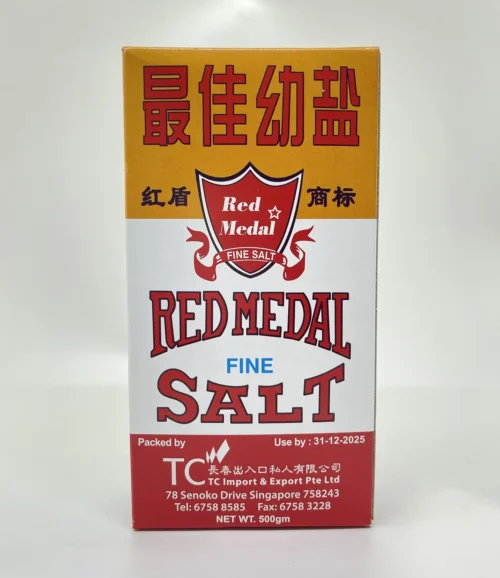 最佳幼盐
红盾 商标
Red
Medal
FINE SALT
RED MEDAL
FINE
SALT
Packed by Use by : 31-12-2025
TC 長春出入口私人有限公司
TC Import & Export Pte Ltd
78 Senoko Drive Singapore 758243
Tel: 6758 8585 Fax: 6758 3228
NET WT. 500gm